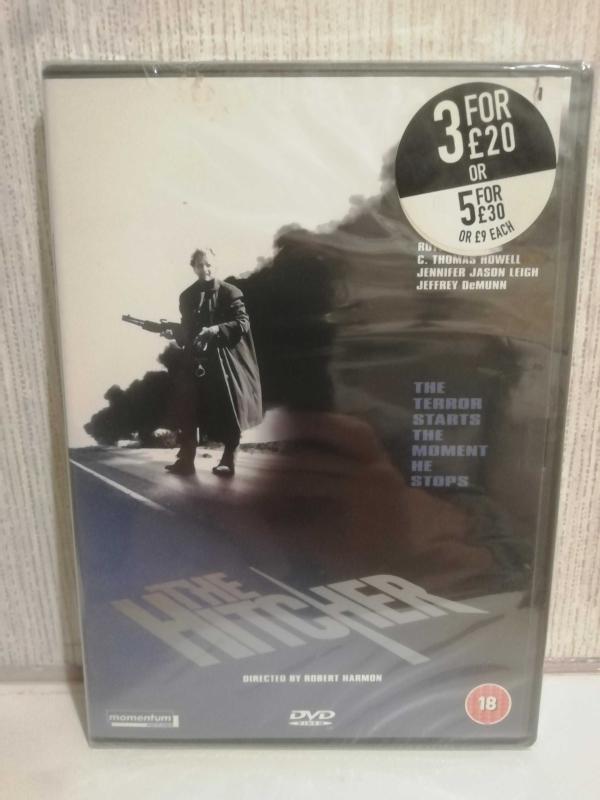 3 FOR
£20
OR
5 FOR
£30
OR £9 EACH
C. THOMAS HOWELL
JENNIFER JASON LEIGH
JEFFREY DeMUNN
THE
TERROR
STARTS
THE
MOMENT
HE
STOPS
THE
HITCHER
DIRECTED BY ROBERT HARMON
momentum
DVD
VIDEO
18